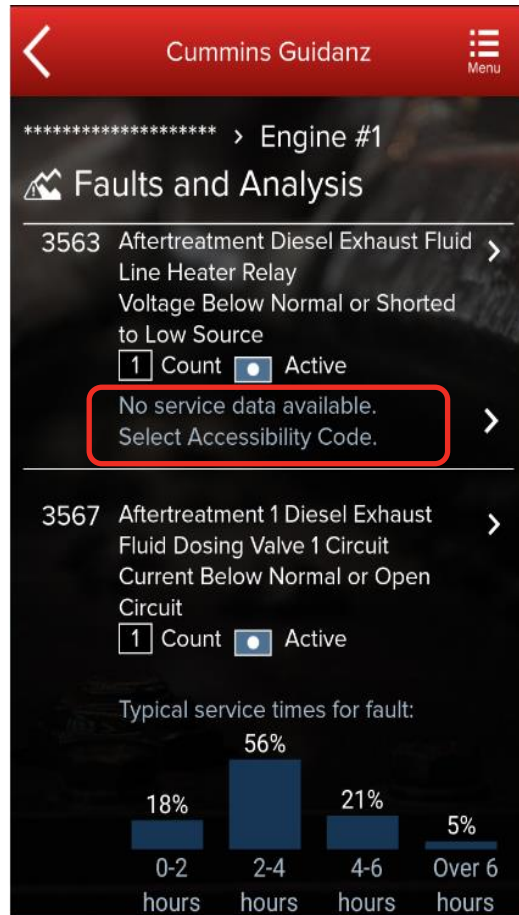 Cummins Guidanz
Menu
******************** > Engine #1
Faults and Analysis
3563 Aftertreatment Diesel Exhaust Fluid
Line Heater Relay
Voltage Below Normal or Shorted
to Low Source
1 Count Active
No service data available.
Select Accessibility Code.
3567 Aftertreatment 1 Diesel Exhaust
Fluid Dosing Valve 1 Circuit
Current Below Normal or Open
Circuit
1 Count Active
Typical service times for fault:
56%
18% 21%
5%
0-2 2-4 4-6 Over 6
hours hours hours hours